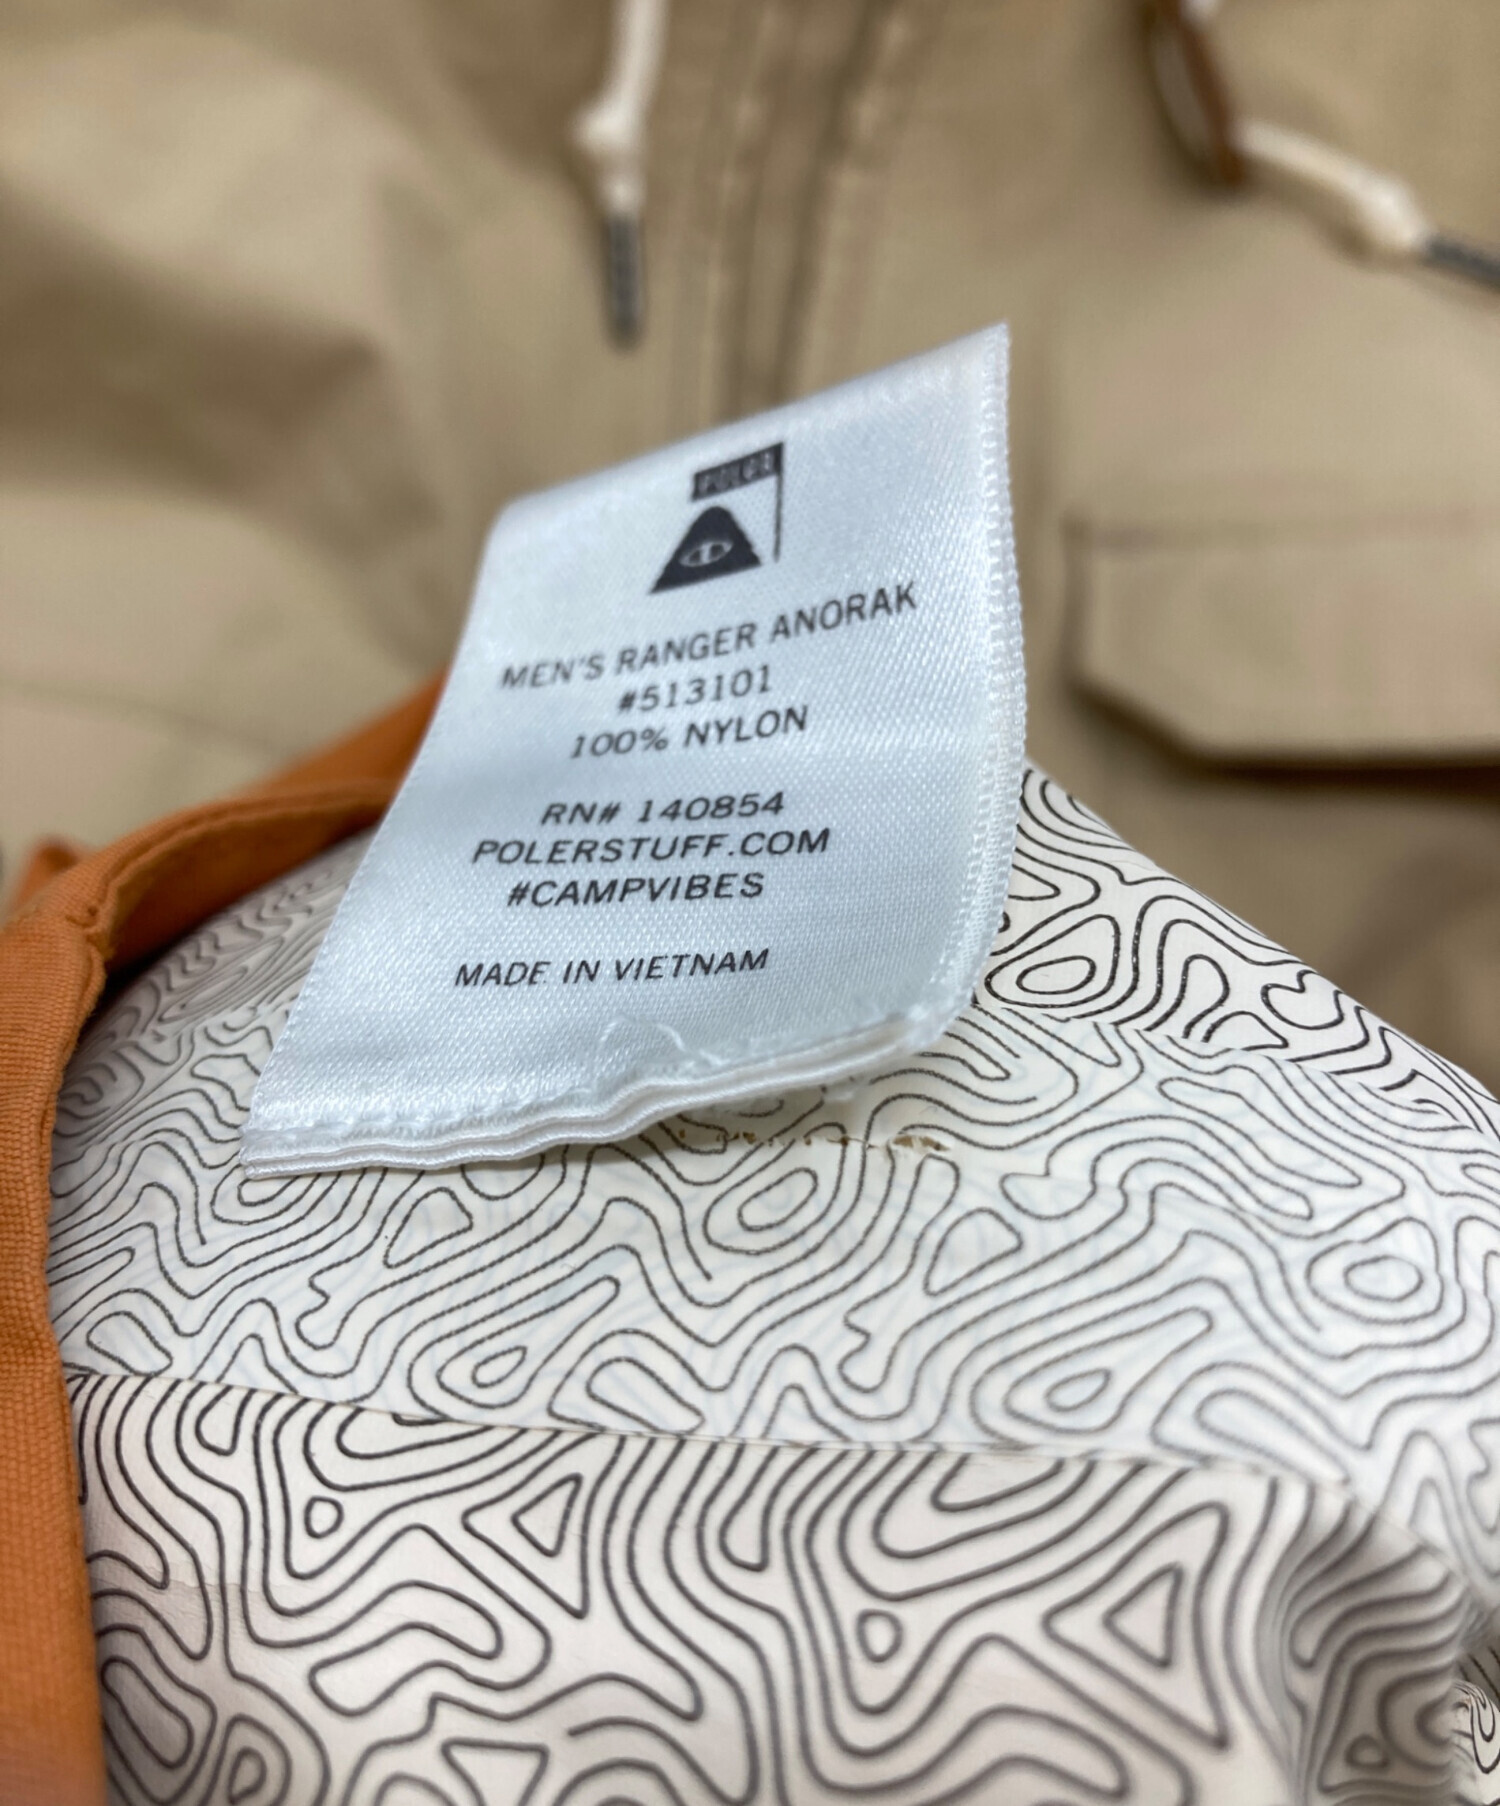 POLER
MEN'S RANGER ANORAK
#513101
100% NYLON
RN# 140854
POLERSTUFF.COM
#CAMPVIBES
MADE IN VIETNAM